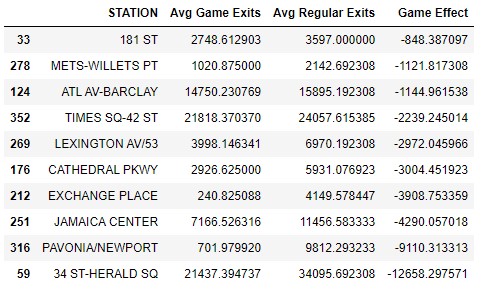 STATION Avg Game Exits Avg Regular Exits Game Effect
33 181 ST 2748.612903 3597.000000 -848.387097
278 METS-WILLETS PT 1020.875000 2142.692308 -1121.817308
124 ATL AV-BARCLAY 14750.230769 15895.192308 -1144.961538
352 TIMES SQ-42 ST 21818.370370 24057.615385 -2239.245014
269 LEXINGTON AV/53 3998.146341 6970.192308 -2972.045966
176 CATHEDRAL PKWY 2926.625000 5931.076923 -3004.451923
212 EXCHANGE PLACE 240.825088 4149.578447 -3908.753359
251 JAMAICA CENTER 7166.526316 11456.583333 -4290.057018
316 PAVONIA/NEWPORT 701.979920 9812.293233 -9110.313313
59 34 ST-HERALD SQ 21437.394737 34095.692308 -12658.297571